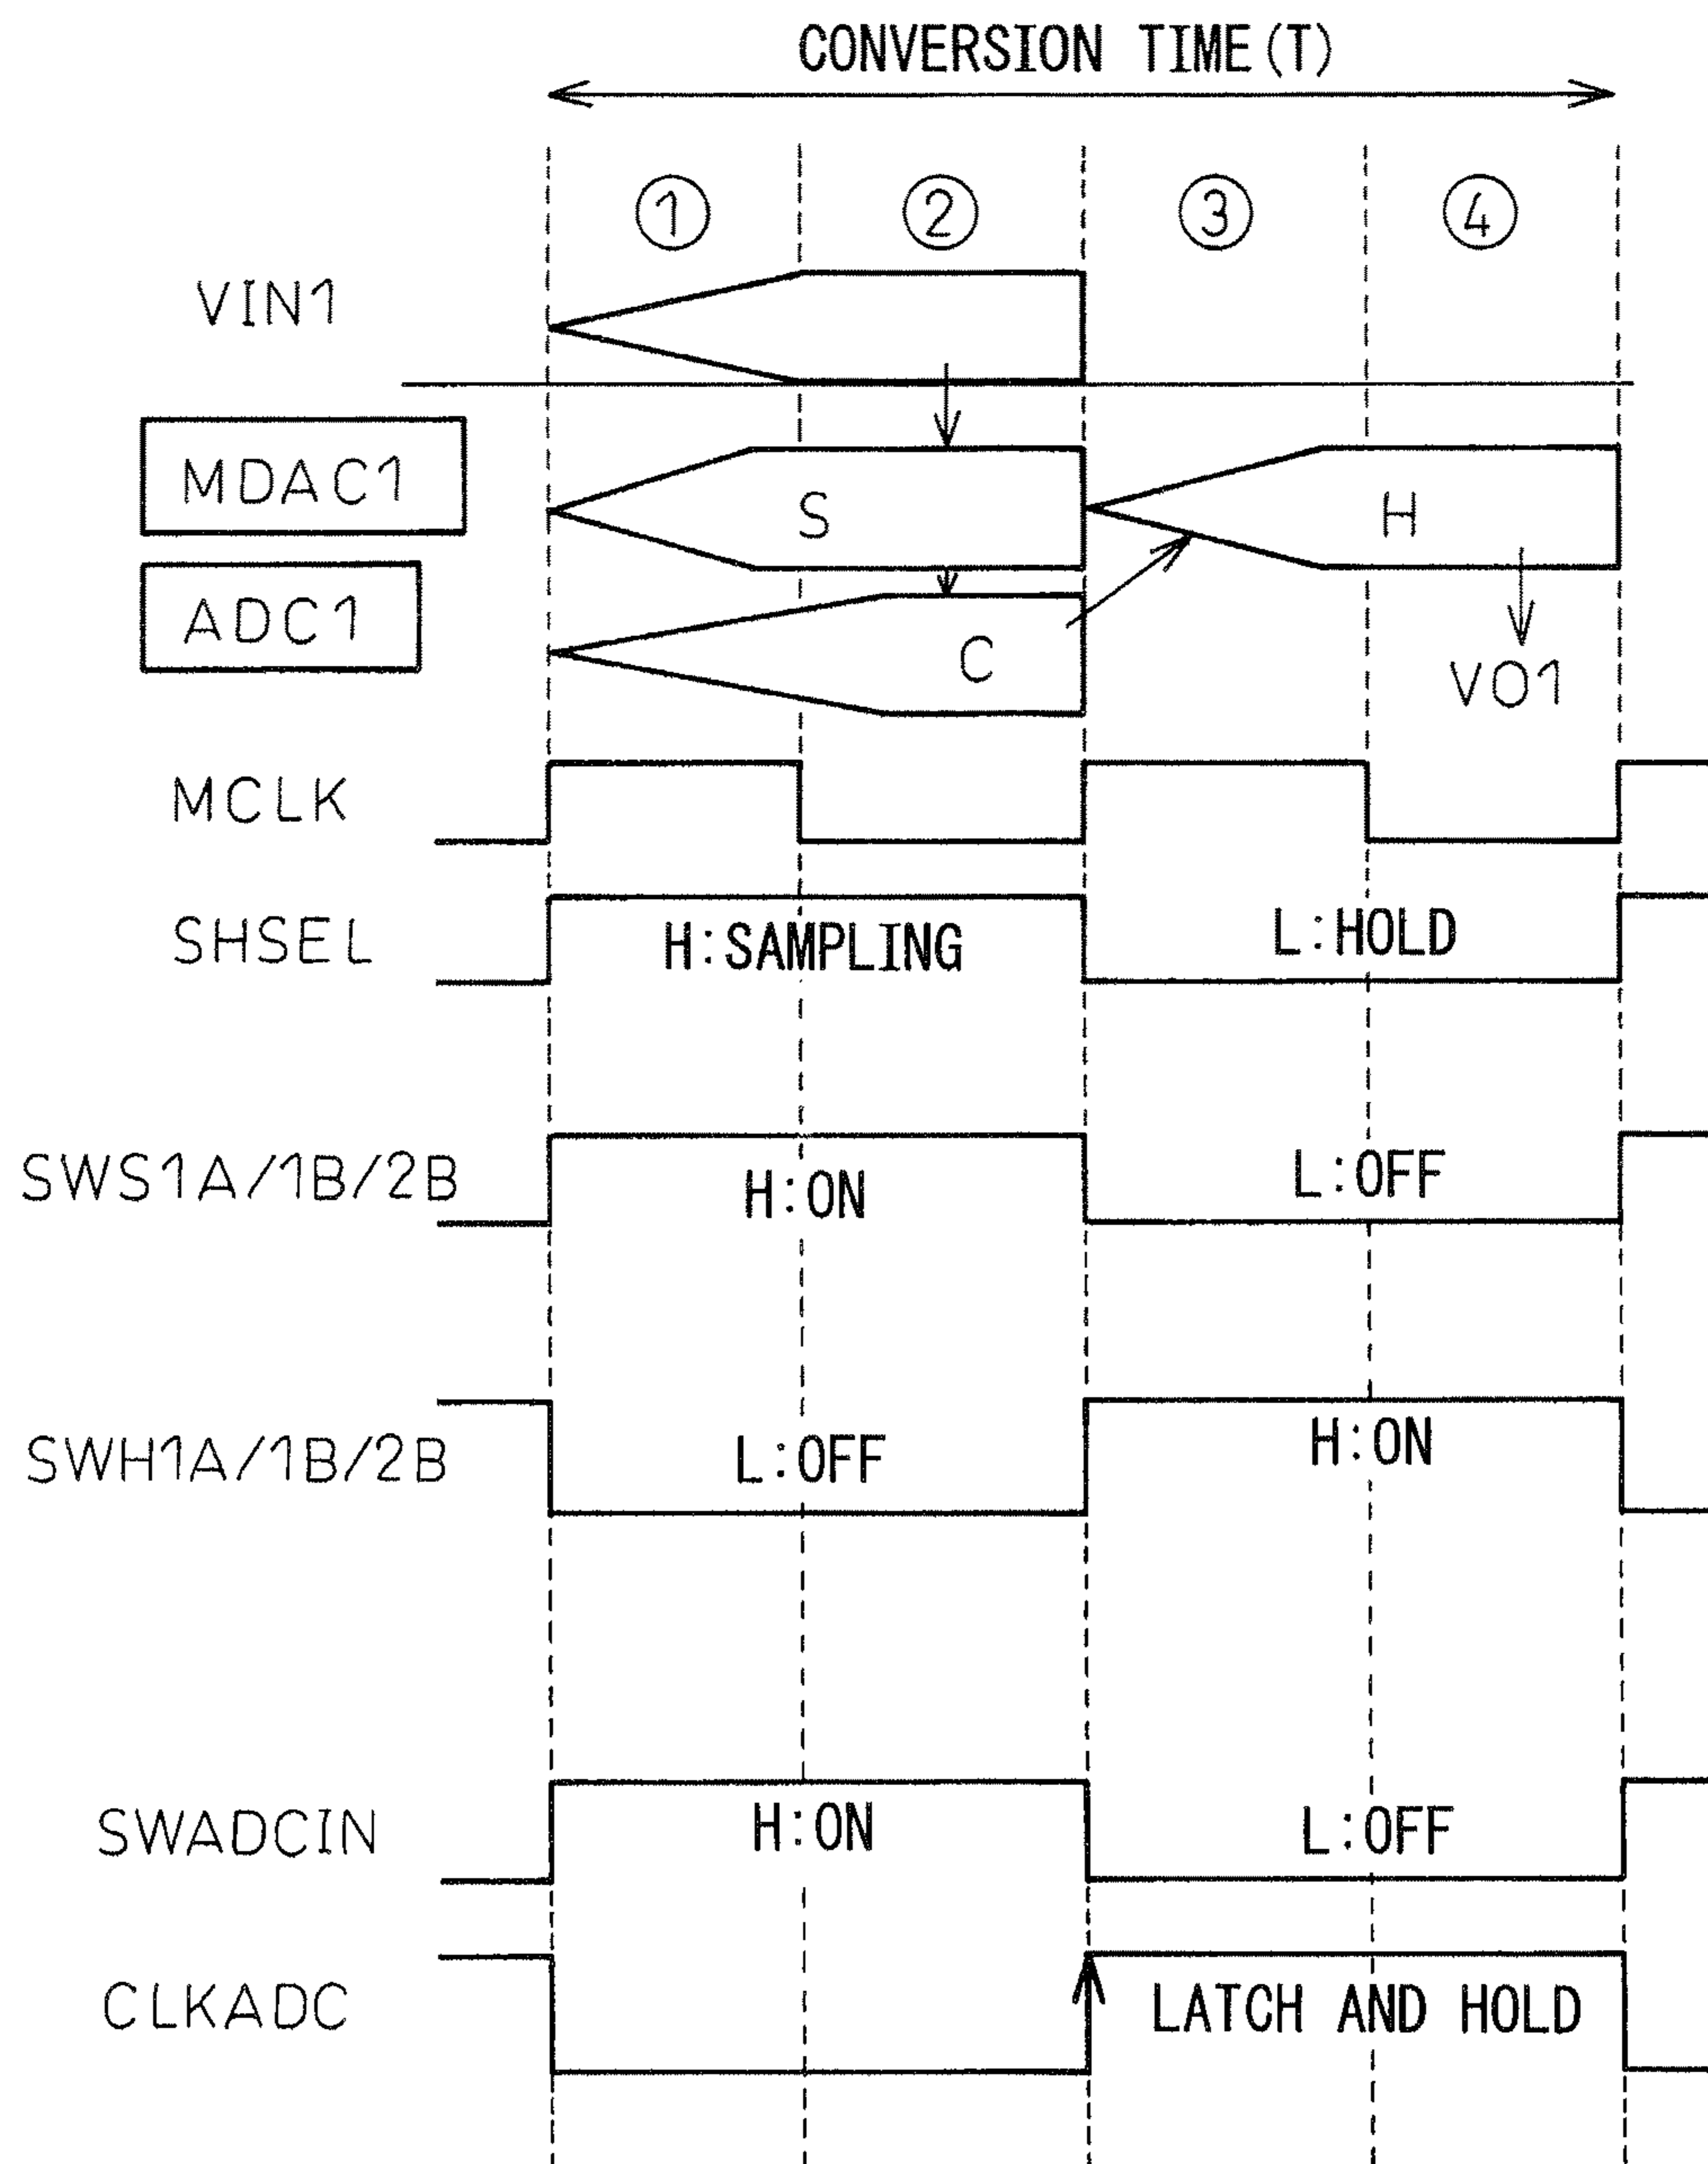 CONVERSION TIME(T)
① ② ③ ④
VIN1
MDAC1 S H
ADC1 C VO1
MCLK
SHSEL H:SAMPLING L:HOLD
SWS1A/1B/2B H:ON L:OFF
SWH1A/1B/2B L:OFF H:ON
SWADCIN H:ON L:OFF
CLKADC LATCH AND HOLD